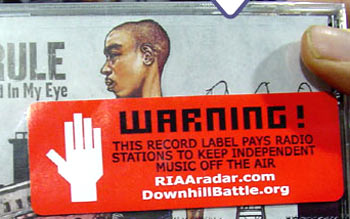 RULE
In My Eye
WARNING!
THIS RECORD LABEL PAYS RADIO
STATIONS TO KEEP INDEPENDENT
MUSIC OFF THE AIR
RIAAradar.com
DownhillBattle.org